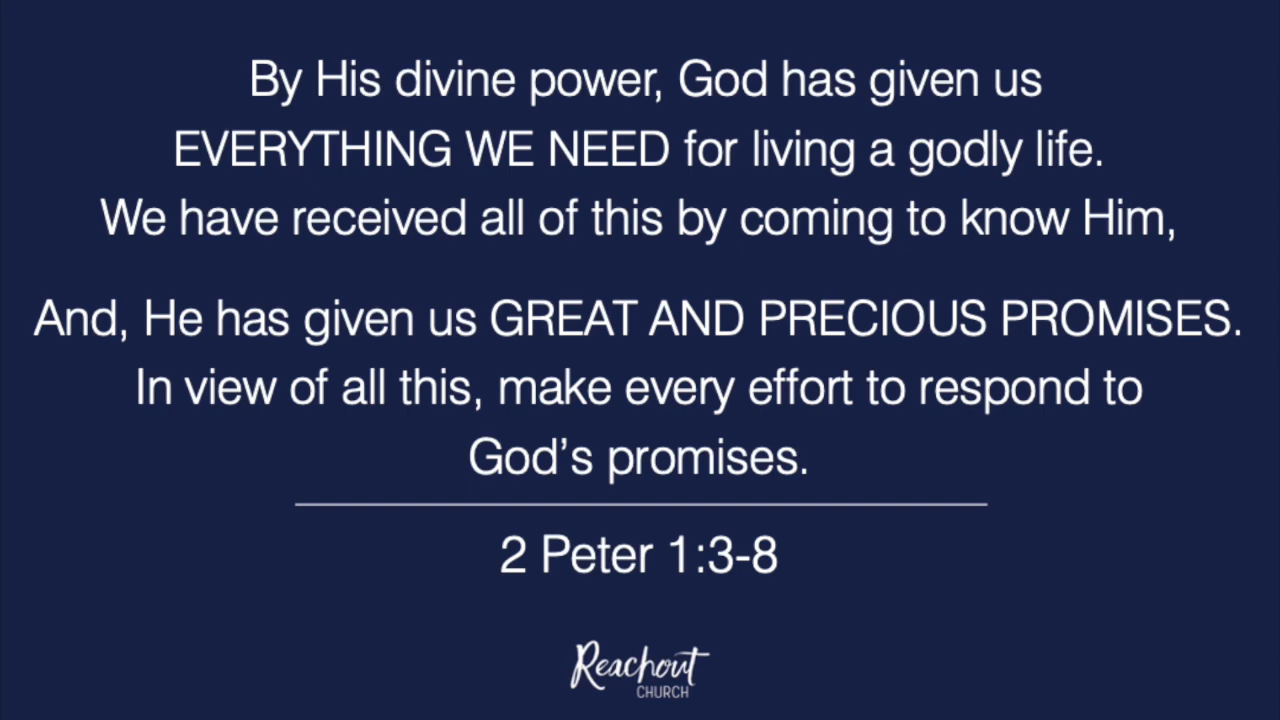 By His divine power, God has given us
EVERYTHING WE NEED for living a godly life.
We have received all of this by coming to know Him,
And, He has given us GREAT AND PRECIOUS PROMISES.
In view of all this, make every effort to respond to
God’s promises.
2 Peter 1:3-8
Reachout
CHURCH